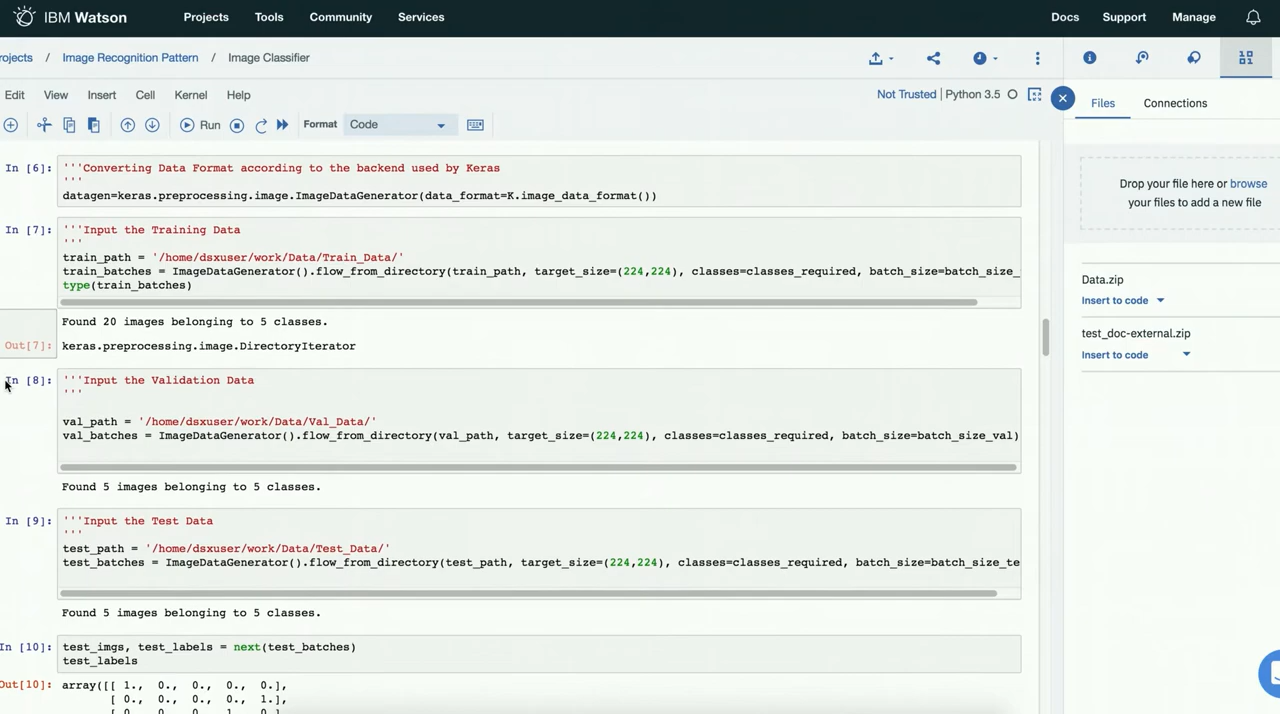 IBM Watson Projects Tools Community Services Docs Support Manage
rojects / Image Recognition Pattern / Image Classifier
Edit View Insert Cell Kernel Help Not Trusted | Python 3.5
Run Format Code
Files Connections
Drop your file here or browse
your files to add a new file
Data.zip
Insert to code
test_doc-external.zip
Insert to code
In [6]: '''Converting Data Format according to the backend used by Keras
'''
datagen=keras.preprocessing.image.ImageDataGenerator(data_format=K.image_data_format())
In [7]: '''Input the Training Data
'''
train_path = '/home/dsxuser/work/Data/Train_Data/'
train_batches = ImageDataGenerator().flow_from_directory(train_path, target_size=(224,224), classes=classes_required, batch_size=batch_size_
type(train_batches)
Found 20 images belonging to 5 classes.
Out[7]: keras.preprocessing.image.DirectoryIterator
In [8]: '''Input the Validation Data
'''
val_path = '/home/dsxuser/work/Data/Val_Data/'
val_batches = ImageDataGenerator().flow_from_directory(val_path, target_size=(224,224), classes=classes_required, batch_size=batch_size_val)
Found 5 images belonging to 5 classes.
In [9]: '''Input the Test Data
'''
test_path = '/home/dsxuser/work/Data/Test_Data/'
test_batches = ImageDataGenerator().flow_from_directory(test_path, target_size=(224,224), classes=classes_required, batch_size=batch_size_te
Found 5 images belonging to 5 classes.
In [10]: test_imgs, test_labels = next(test_batches)
test_labels
Out[10]: array([[ 1., 0., 0., 0., 0.],
[ 0., 0., 0., 0., 1.],